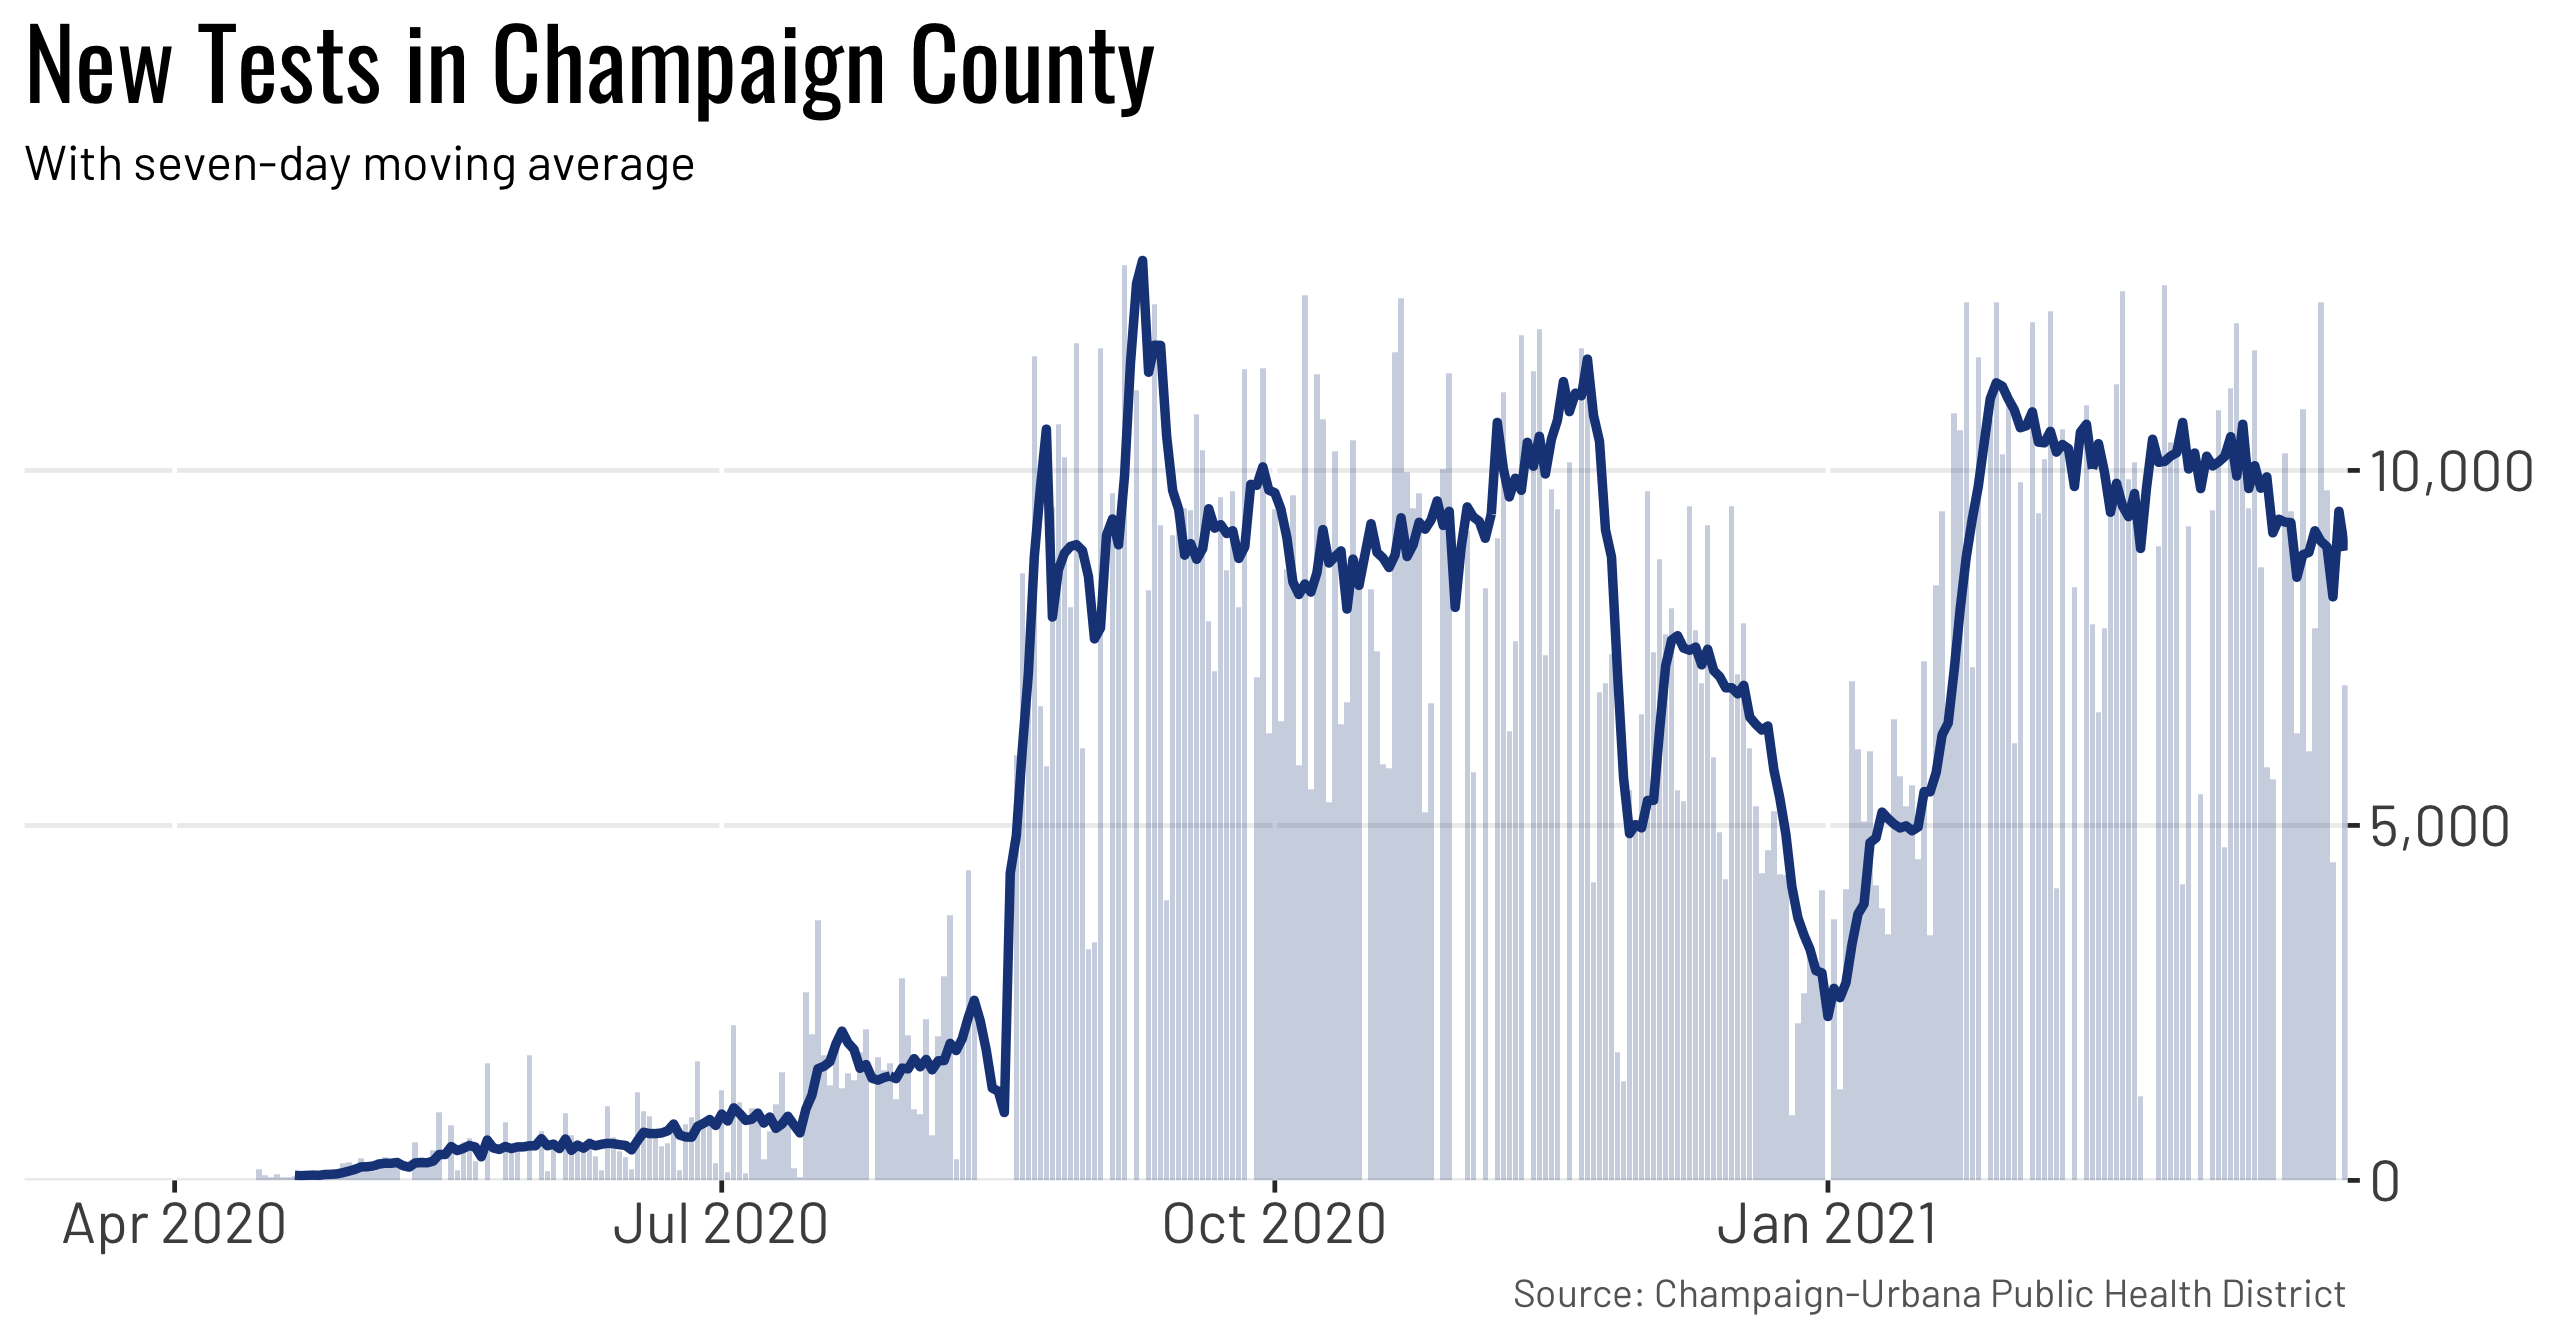 New Tests in Champaign County
With seven-day moving average
10,000
5,000
0
Apr 2020
Jul 2020
Oct 2020
Jan 2021
Source: Champaign-Urbana Public Health District